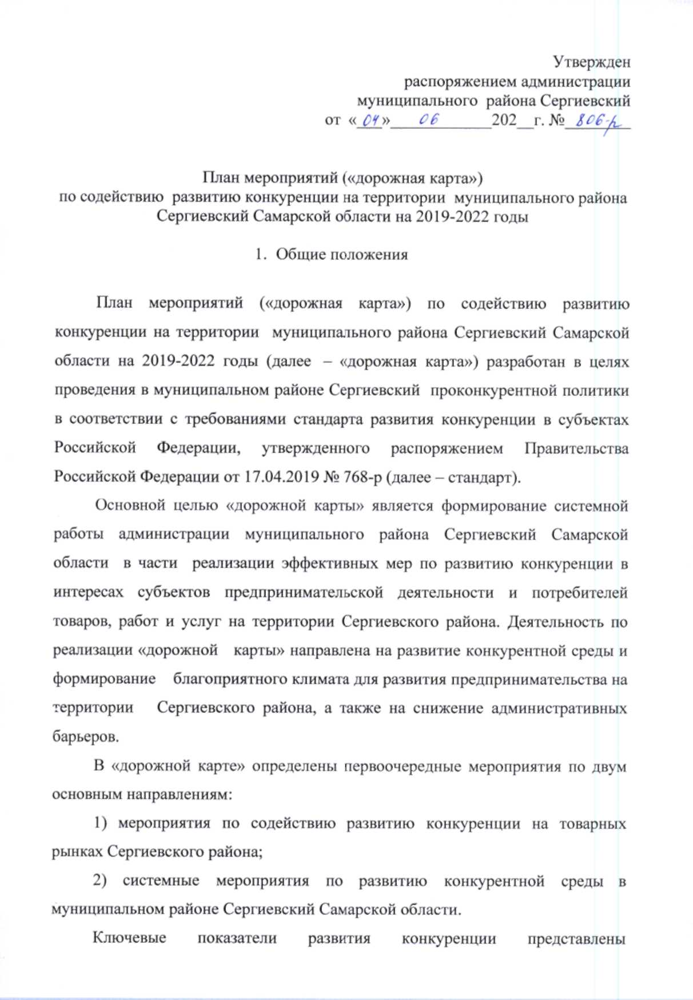 Утвержден
распоряжением администрации
муниципального района Сергиевский
от «04» 06 202__г. № 806-р
План мероприятий («дорожная карта»)
по содействию развитию конкуренции на территории муниципального района
Сергиевский Самарской области на 2019-2022 годы
1. Общие положения
План мероприятий («дорожная карта») по содействию развитию
конкуренции на территории муниципального района Сергиевский Самарской
области на 2019-2022 годы (далее – «дорожная карта») разработан в целях
проведения в муниципальном районе Сергиевский проконкурентной политики
в соответствии с требованиями стандарта развития конкуренции в субъектах
Российской Федерации, утвержденного распоряжением Правительства
Российской Федерации от 17.04.2019 № 768-р (далее – стандарт).
Основной целью «дорожной карты» является формирование системной
работы администрации муниципального района Сергиевский Самарской
области в части реализации эффективных мер по развитию конкуренции в
интересах субъектов предпринимательской деятельности и потребителей
товаров, работ и услуг на территории Сергиевского района. Деятельность по
реализации «дорожной карты» направлена на развитие конкурентной среды и
формирование благоприятного климата для развития предпринимательства на
территории Сергиевского района, а также на снижение административных
барьеров.
В «дорожной карте» определены первоочередные мероприятия по двум
основным направлениям:
1) мероприятия по содействию развитию конкуренции на товарных
рынках Сергиевского района;
2) системные мероприятия по развитию конкурентной среды в
муниципальном районе Сергиевский Самарской области.
Ключевые показатели развития конкуренции представлены